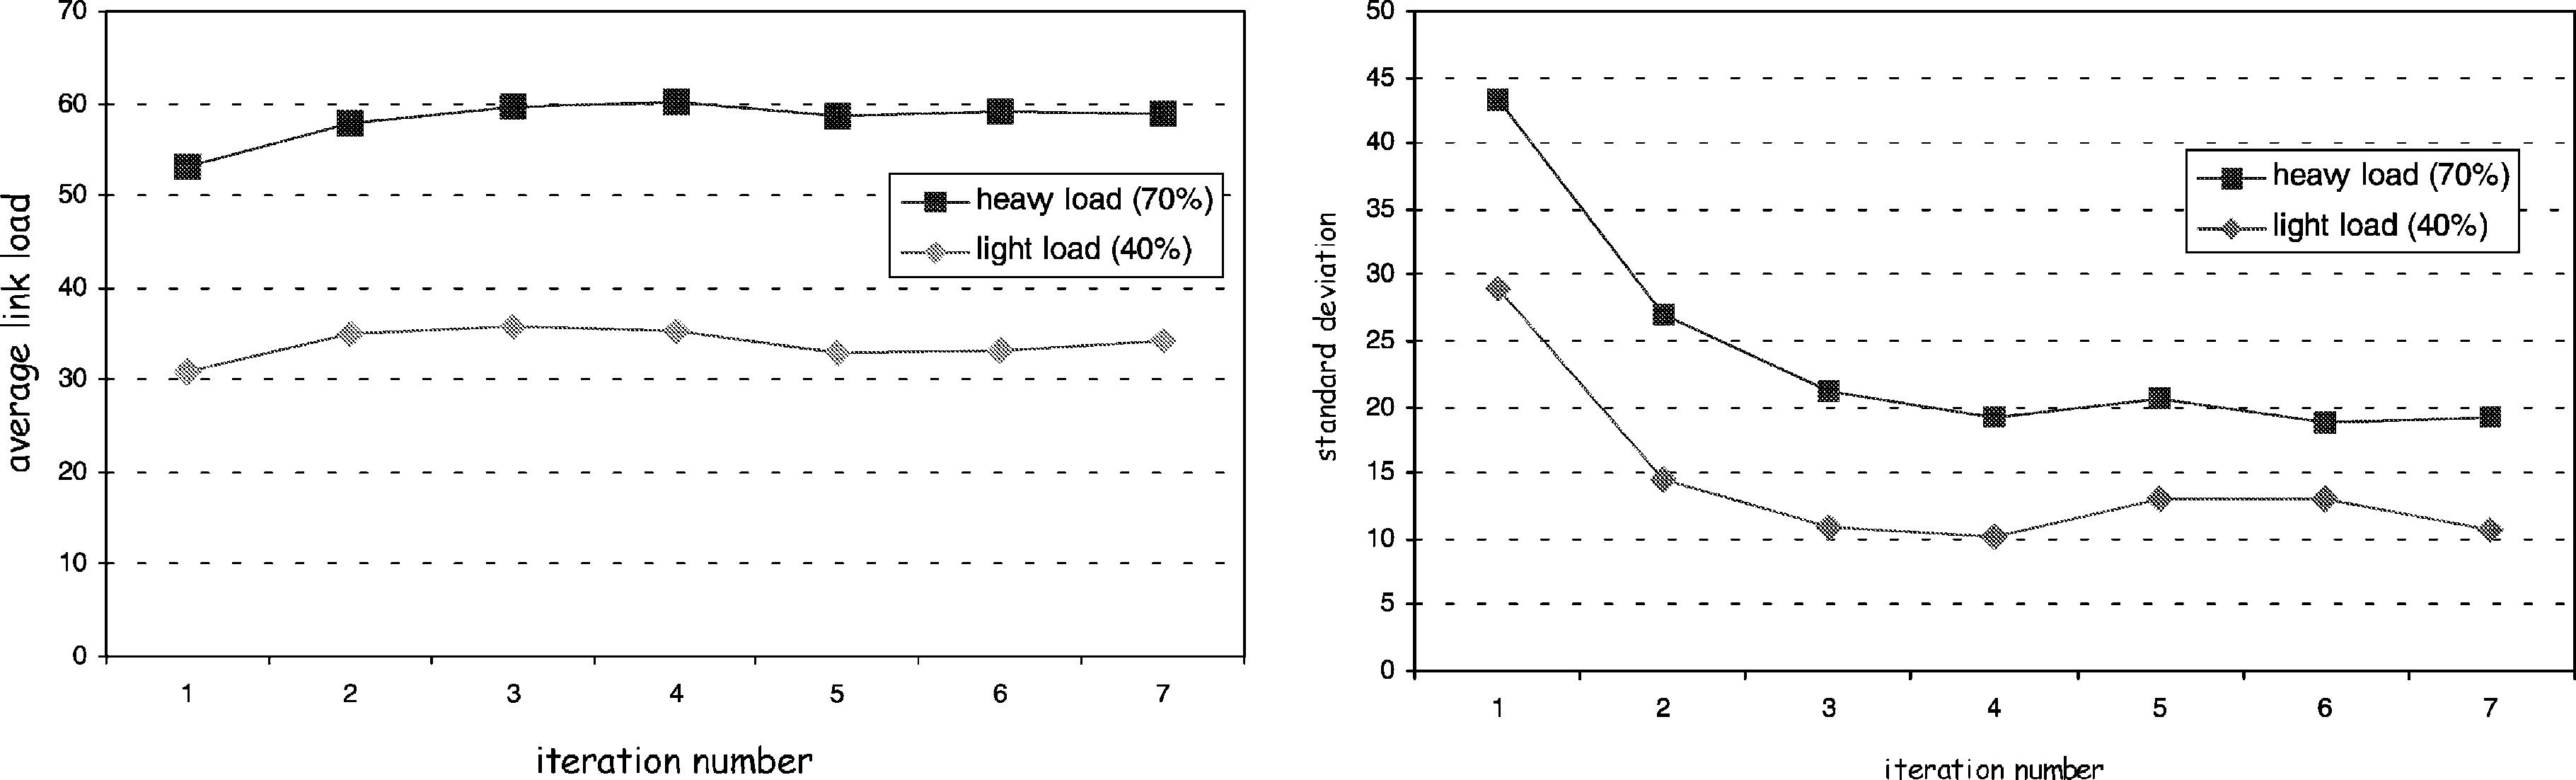 70
60
50
40
30
20
10
0
average link load
heavy load (70%)
light load (40%)
1 2 3 4 5 6 7
iteration number
50
45
40
35
30
25
20
15
10
5
0
standard deviation
heavy load (70%)
light load (40%)
1 2 3 4 5 6 7
iteration number